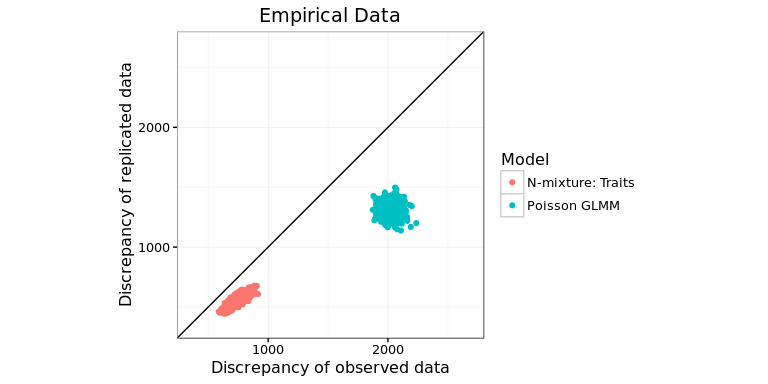 Empirical Data
Discrepancy of replicated data
2000
1000
1000 2000
Discrepancy of observed data
Model
N-mixture: Traits
Poisson GLMM